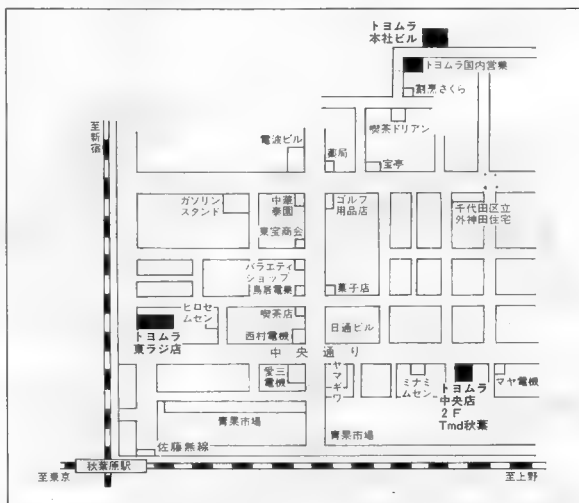 トヨムラ
本社ビル
トヨムラ国内営業
割烹さくら
至新宿
電波ビル
喫茶ドリアン
薬局
宝亭
ガソリン
スタンド
中華
泰園
ゴルフ
用品店
千代田区立
外神田住宅
東宝商会
バラエティ
ショップ
鳥居電業
菓子店
ヒロセ
ムセン
喫茶店
西村電機
日通ビル
トヨムラ
東ラジ店
中央通り
愛三
電機
ヤマギワ
ミナミ
ムセン
トヨムラ
中央店
2F
Tmd秋葉
マヤ電機
青果市場
青果市場
佐藤無線
秋葉原駅
至東京
至上野